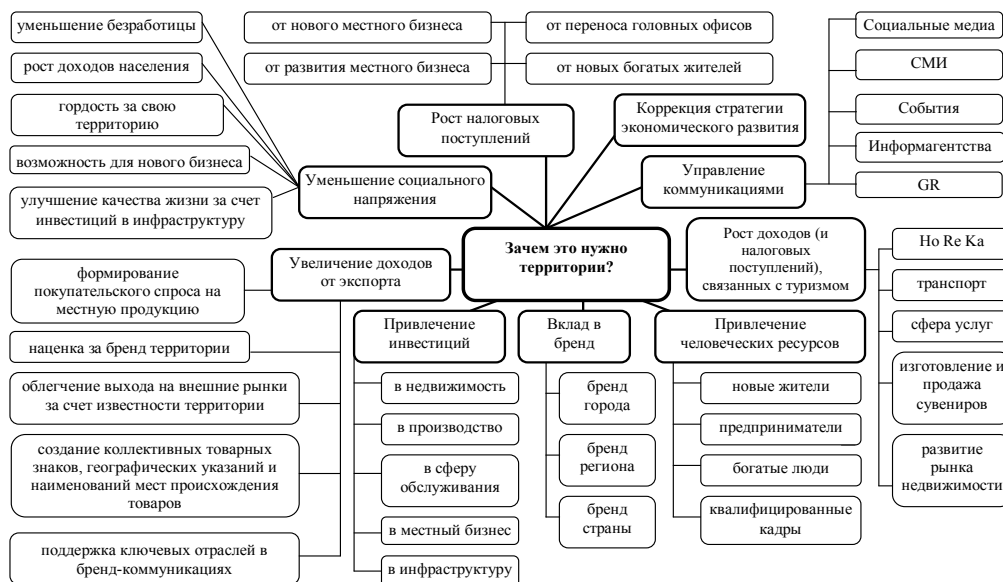 уменьшение безработицы
рост доходов населения
гордость за свою
территорию
возможность для нового бизнеса
улучшение качества жизни за счет
инвестиций в инфраструктуру
от нового местного бизнеса
от переноса головных офисов
от развития местного бизнеса
от новых богатых жителей
Рост налоговых
поступлений
Коррекция стратегии
экономического развития
Уменьшение социального
напряжения
Управление
коммуникациями
Социальные медиа
СМИ
События
Информагентства
GR
Зачем это нужно
территории?
Увеличение доходов
от экспорта
Рост доходов (и
налоговых
поступлений),
связанных с туризмом
формирование
покупательского спроса на
местную продукцию
наценка за бренд территории
облегчение выхода на внешние рынки
за счет известности территории
создание коллективных товарных
знаков, географических указаний и
наименований мест происхождения
товаров
поддержка ключевых отраслей в
бренд-коммуникациях
Привлечение
инвестиций
в недвижимость
в производство
в сферу
обслуживания
в местный бизнес
в инфраструктуру
Вклад в
бренд
бренд
города
бренд
региона
бренд
страны
Привлечение
человеческих ресурсов
новые жители
предприниматели
богатые люди
квалифицированные
кадры
Ho Re Ka
транспорт
сфера услуг
изготовление и
продажа
сувениров
развитие
рынка
недвижимости